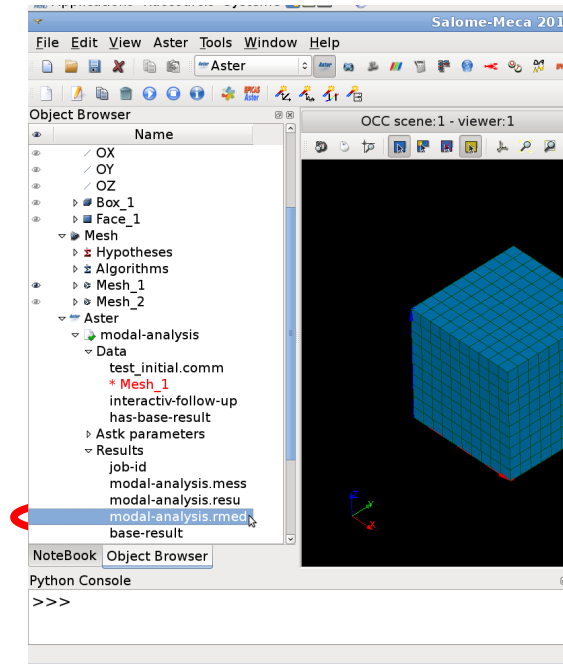 Salome-Meca 201
File Edit View Aster Tools Window Help
Aster
Object Browser
Name
OCC scene:1 - viewer:1
OX
OY
OZ
Box_1
Face_1
Mesh
Hypotheses
Algorithms
Mesh_1
Mesh_2
Aster
modal-analysis
Data
test_initial.comm
* Mesh_1
interactiv-follow-up
has-base-result
Astk parameters
Results
job-id
modal-analysis.mess
modal-analysis.resu
modal-analysis.rmed
base-result
Z
Y
X
NoteBook Object Browser
Python Console
>>>